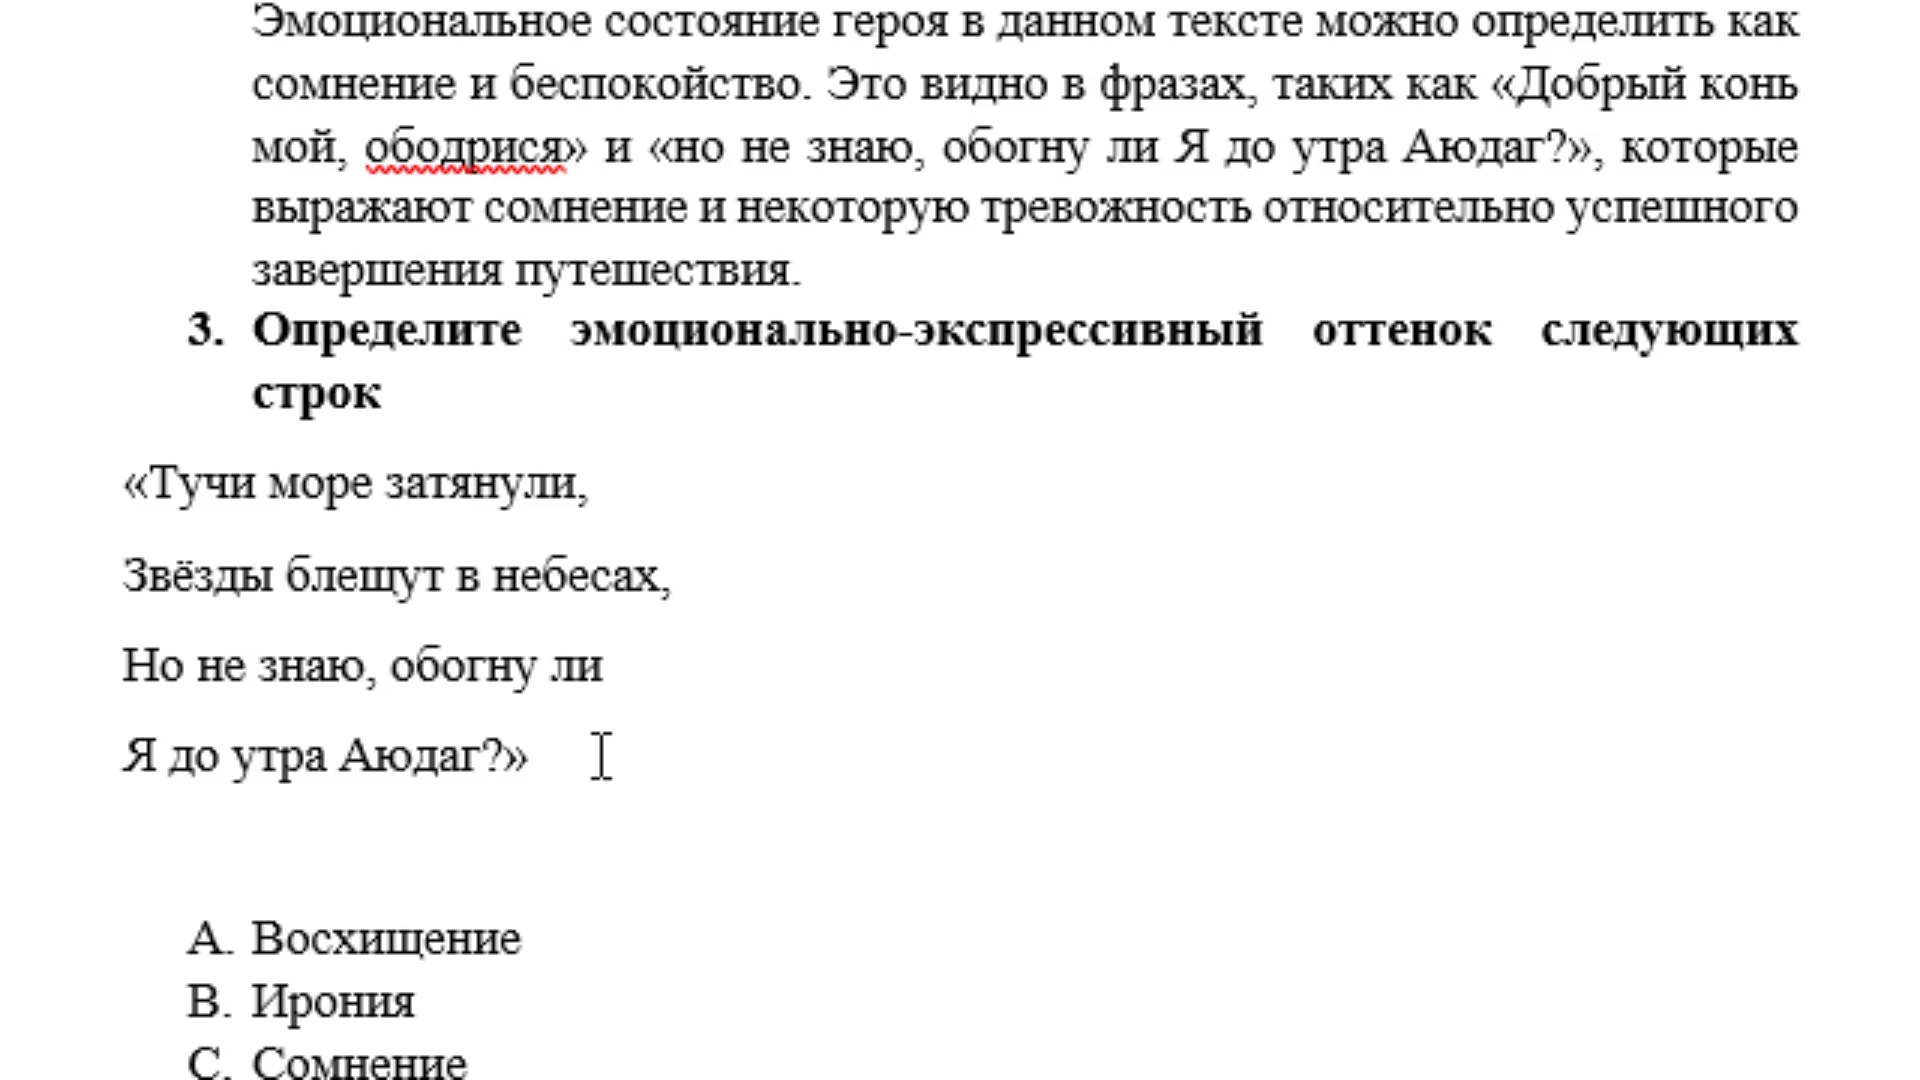 Эмоциональное состояние героя в данном тексте можно определить как
сомнение и беспокойство. Это видно в фразах, таких как «Добрый конь
мой, ободрися» и «но не знаю, обогну ли Я до утра Аюдаг?», которые
выражают сомнение и некоторую тревожность относительно успешного
завершения путешествия.
3. Определите эмоционально-экспрессивный оттенок следующих
строк
«Тучи море затянули,
Звёзды блещут в небесах,
Но не знаю, обогну ли
Я до утра Аюдаг?»
A. Восхищение
B. Ирония
C. Сомнение